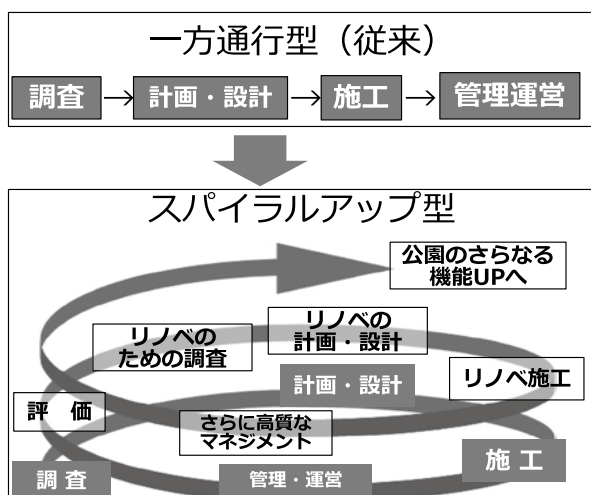 一方通行型（従来）
調査→計画・設計→施工→管理運営
スパイラルアップ型
公園のさらなる
機能UPへ
リノベの
ための調査
リノベの
計画・設計
リノベ施工
計画・設計
評　価
さらに高質な
マネジメント
施 工
調 査
管理・運営